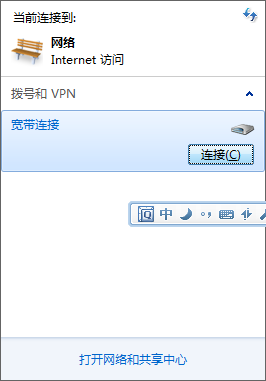 当前连接到:
网络
Internet 访问
拨号和 VPN
宽带连接
连接(C)
中
打开网络和共享中心